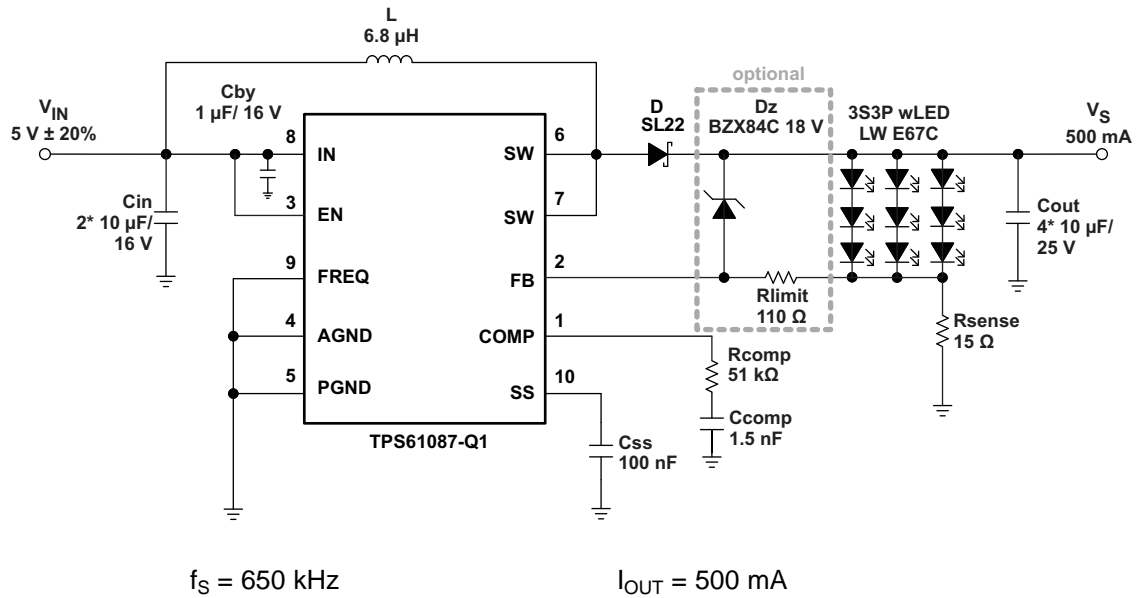 L
6.8 µH
optional
Cby
1 µF/ 16 V
V_IN
5 V ± 20%
D
SL22
Dz
BZX84C 18 V
3S3P wLED
LW E67C
V_S
500 mA
8
IN
SW
6
3
EN
SW
7
Cin
2* 10 µF/
16 V
Cout
4* 10 µF/
25 V
9
FREQ
FB
2
Rlimit
110 Ω
4
AGND
COMP
1
Rsense
15 Ω
Rcomp
51 kΩ
5
PGND
SS
10
Ccomp
1.5 nF
TPS61087-Q1
Css
100 nF
f_S = 650 kHz
I_OUT = 500 mA